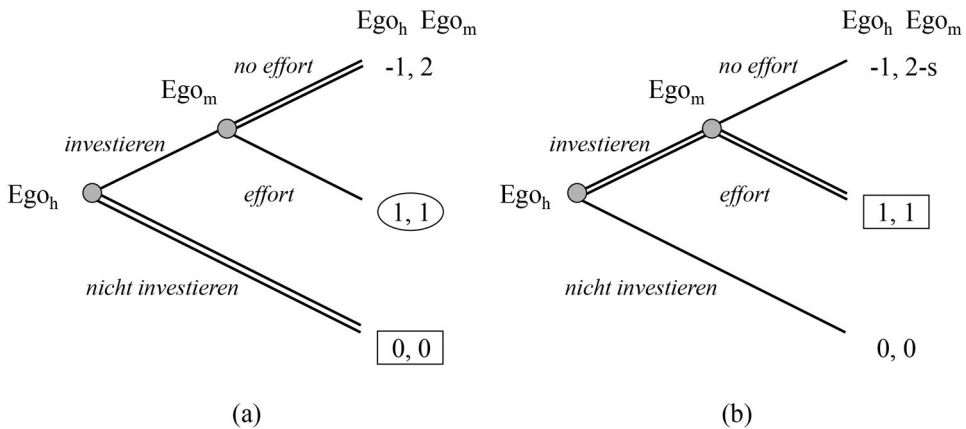 Egoₕ Egoₘ
no effort
-1, 2
Egoₘ
investieren
Egoₕ
effort
1, 1
nicht investieren
0, 0
(a)
Egoₕ Egoₘ
no effort
-1, 2-s
Egoₘ
investieren
Egoₕ
effort
1, 1
nicht investieren
0, 0
(b)